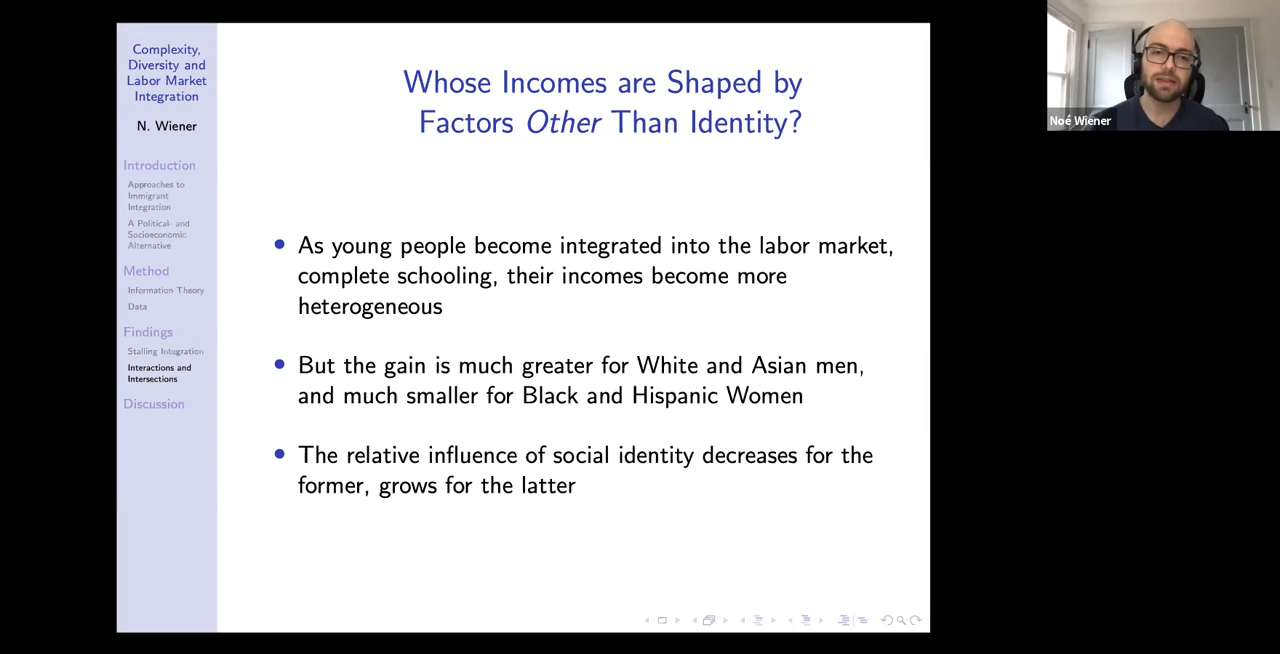 Complexity,
Diversity and
Labor Market
Integration
N. Wiener
Introduction
Approaches to
Immigrant
Integration
A Political- and
Socioeconomic
Alternative
Method
Information Theory
Data
Findings
Stalling Integration
Interactions and
Intersections
Discussion
Whose Incomes are Shaped by
Factors Other Than Identity?
• As young people become integrated into the labor market,
complete schooling, their incomes become more
heterogeneous
• But the gain is much greater for White and Asian men,
and much smaller for Black and Hispanic Women
• The relative influence of social identity decreases for the
former, grows for the latter
Noé Wiener